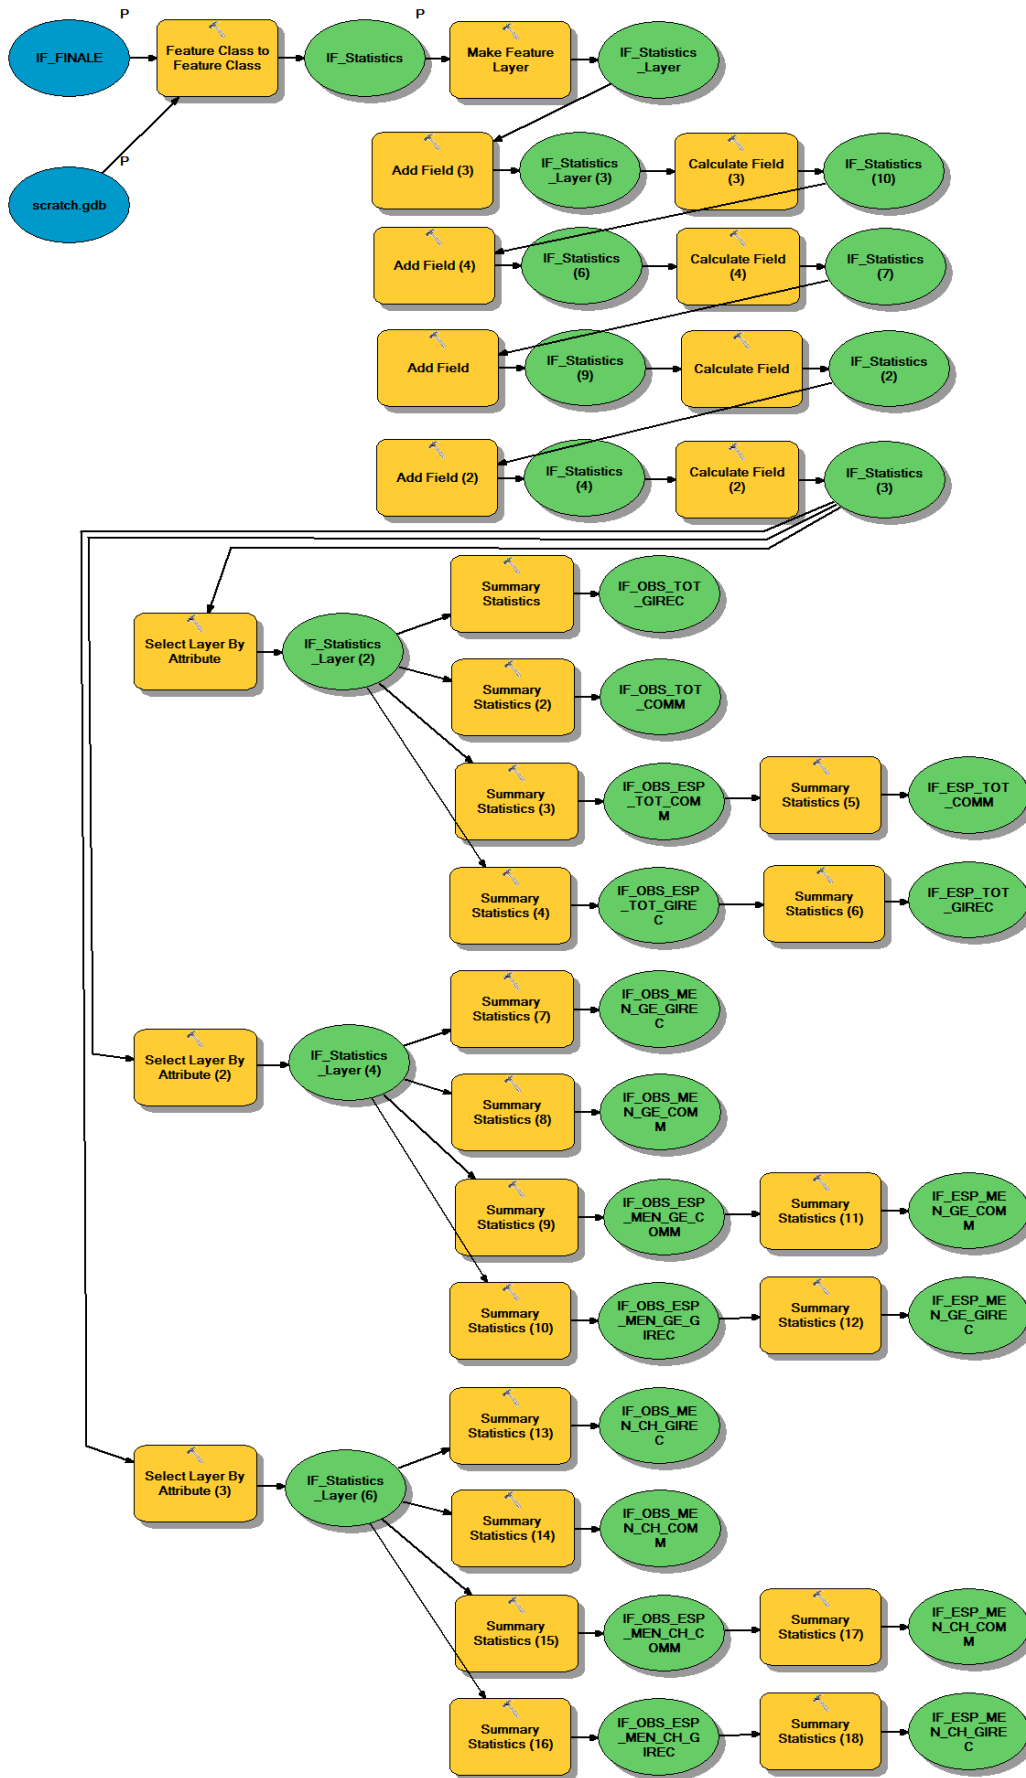 P
P
IF_FINALE
Feature Class to
Feature Class
IF_Statistics
Make Feature
Layer
IF_Statistics
_Layer
P
scratch.gdb
Add Field (3)
IF_Statistics
_Layer (3)
Calculate Field
(3)
IF_Statistics
(10)
Add Field (4)
IF_Statistics
(6)
Calculate Field
(4)
IF_Statistics
(7)
Add Field
IF_Statistics
(9)
Calculate Field
IF_Statistics
(2)
Add Field (2)
IF_Statistics
(4)
Calculate Field
(2)
IF_Statistics
(3)
Select Layer By
Attribute
IF_Statistics
_Layer (2)
Summary
Statistics
IF_OBS_TOT
_GIREC
Summary
Statistics (2)
IF_OBS_TOT
_COMM
Summary
Statistics (3)
IF_OBS_ESP
_TOT_COM
M
Summary
Statistics (5)
IF_ESP_TOT
_COMM
Summary
Statistics (4)
IF_OBS_ESP
_TOT_GIRE
C
Summary
Statistics (6)
IF_ESP_TOT
_GIREC
Select Layer By
Attribute (2)
IF_Statistics
_Layer (4)
Summary
Statistics (7)
IF_OBS_ME
N_GE_GIRE
C
Summary
Statistics (8)
IF_OBS_ME
N_GE_COM
M
Summary
Statistics (9)
IF_OBS_ESP
_MEN_GE_C
OMM
Summary
Statistics (11)
IF_ESP_ME
N_GE_COM
M
Summary
Statistics (10)
IF_OBS_ESP
_MEN_GE_G
IREC
Summary
Statistics (12)
IF_ESP_ME
N_GE_GIRE
C
Select Layer By
Attribute (3)
IF_Statistics
_Layer (6)
Summary
Statistics (13)
IF_OBS_ME
N_CH_GIRE
C
Summary
Statistics (14)
IF_OBS_ME
N_CH_COM
M
Summary
Statistics (15)
IF_OBS_ESP
_MEN_CH_C
OMM
Summary
Statistics (17)
IF_ESP_ME
N_CH_COM
M
Summary
Statistics (16)
IF_OBS_ESP
_MEN_CH_G
IREC
Summary
Statistics (18)
IF_ESP_ME
N_CH_GIRE
C